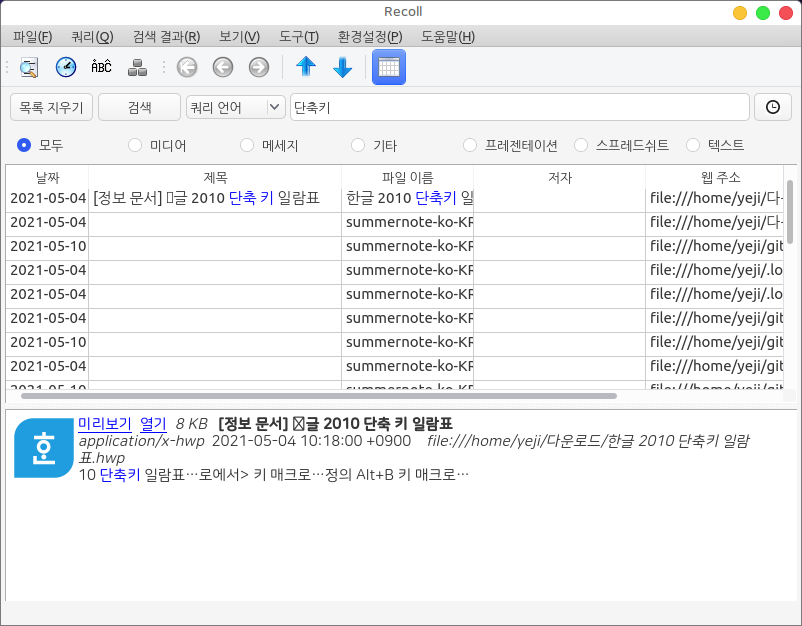 Recoll
파일(F) 쿼리(Q) 검색 결과(R) 보기(V) 도구(T) 환경설정(P) 도움말(H)
ABC
목록 지우기 검색 쿼리 언어 단축키
모두 미디어 메세지 기타 프레젠테이션 스프레드쉬트 텍스트
날짜 제목 파일 이름 저자 웹 주소
2021-05-04 [정보 문서] 글 2010 단축 키 일람표 한글 2010 단축키 일 file:///home/yeji/다
2021-05-04 summernote-ko-KR file:///home/yeji/다
2021-05-10 summernote-ko-KR file:///home/yeji/git
2021-05-04 summernote-ko-KR file:///home/yeji/.lo
2021-05-04 summernote-ko-KR file:///home/yeji/.lo
2021-05-04 summernote-ko-KR file:///home/yeji/git
2021-05-10 summernote-ko-KR file:///home/yeji/git
2021-05-04 summernote-ko-KR file:///home/yeji/git
2021-05-10 summernote-ko-KR file:///home/yeji/git
한
미리보기 열기 8 KB [정보 문서] 글 2010 단축 키 일람표
application/x-hwp 2021-05-04 10:18:00 +0900 file:///home/yeji/다운로드/한글 2010 단축키 일람
표.hwp
10 단축키 일람표…로에서> 키 매크로…정의 Alt+B 키 매크로…